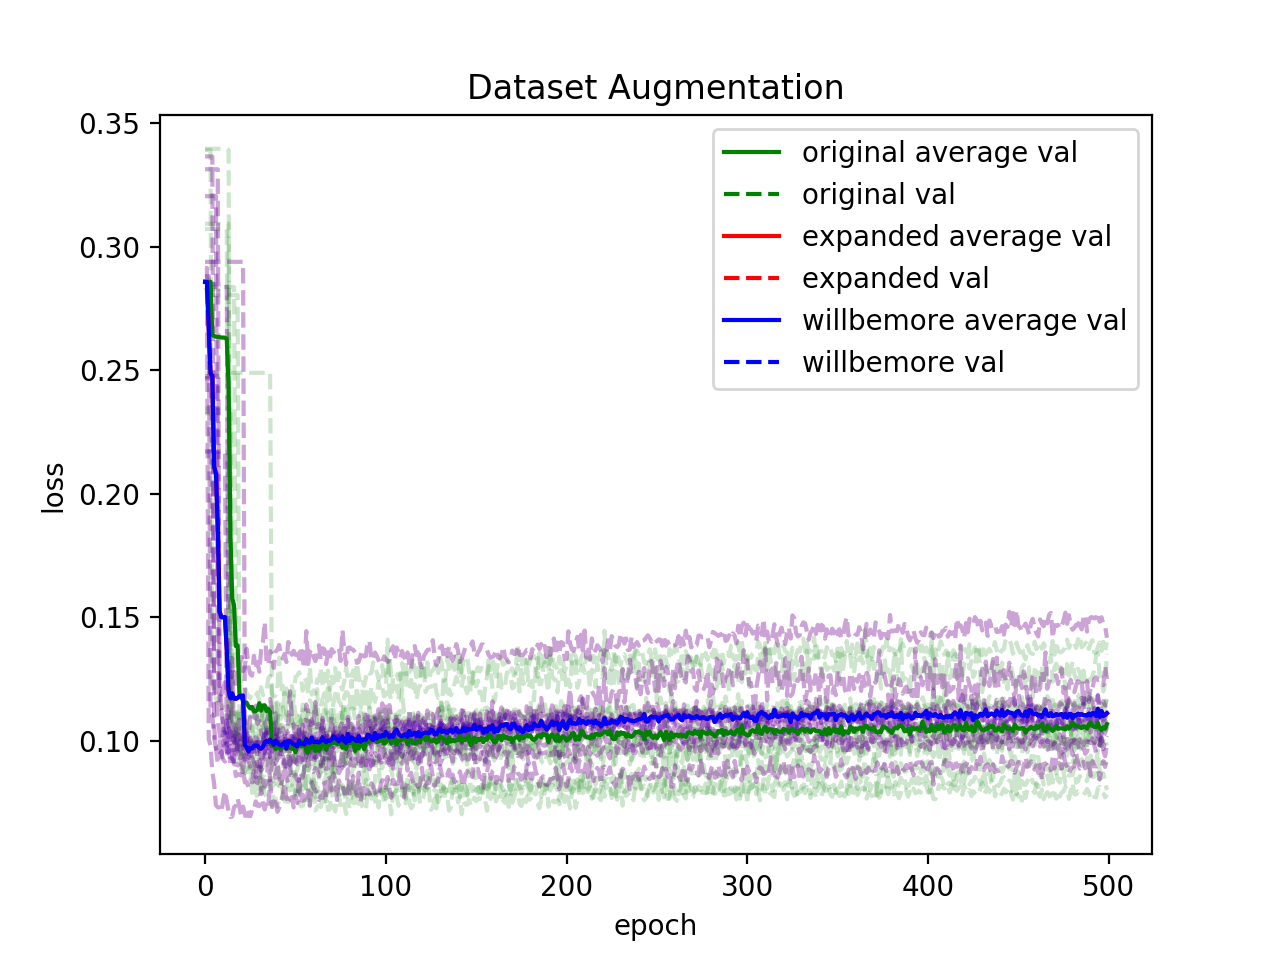 Dataset Augmentation
0.35
0.30
0.25
0.20
0.15
0.10
loss
original average val
original val
expanded average val
expanded val
willbemore average val
willbemore val
0 100 200 300 400 500
epoch